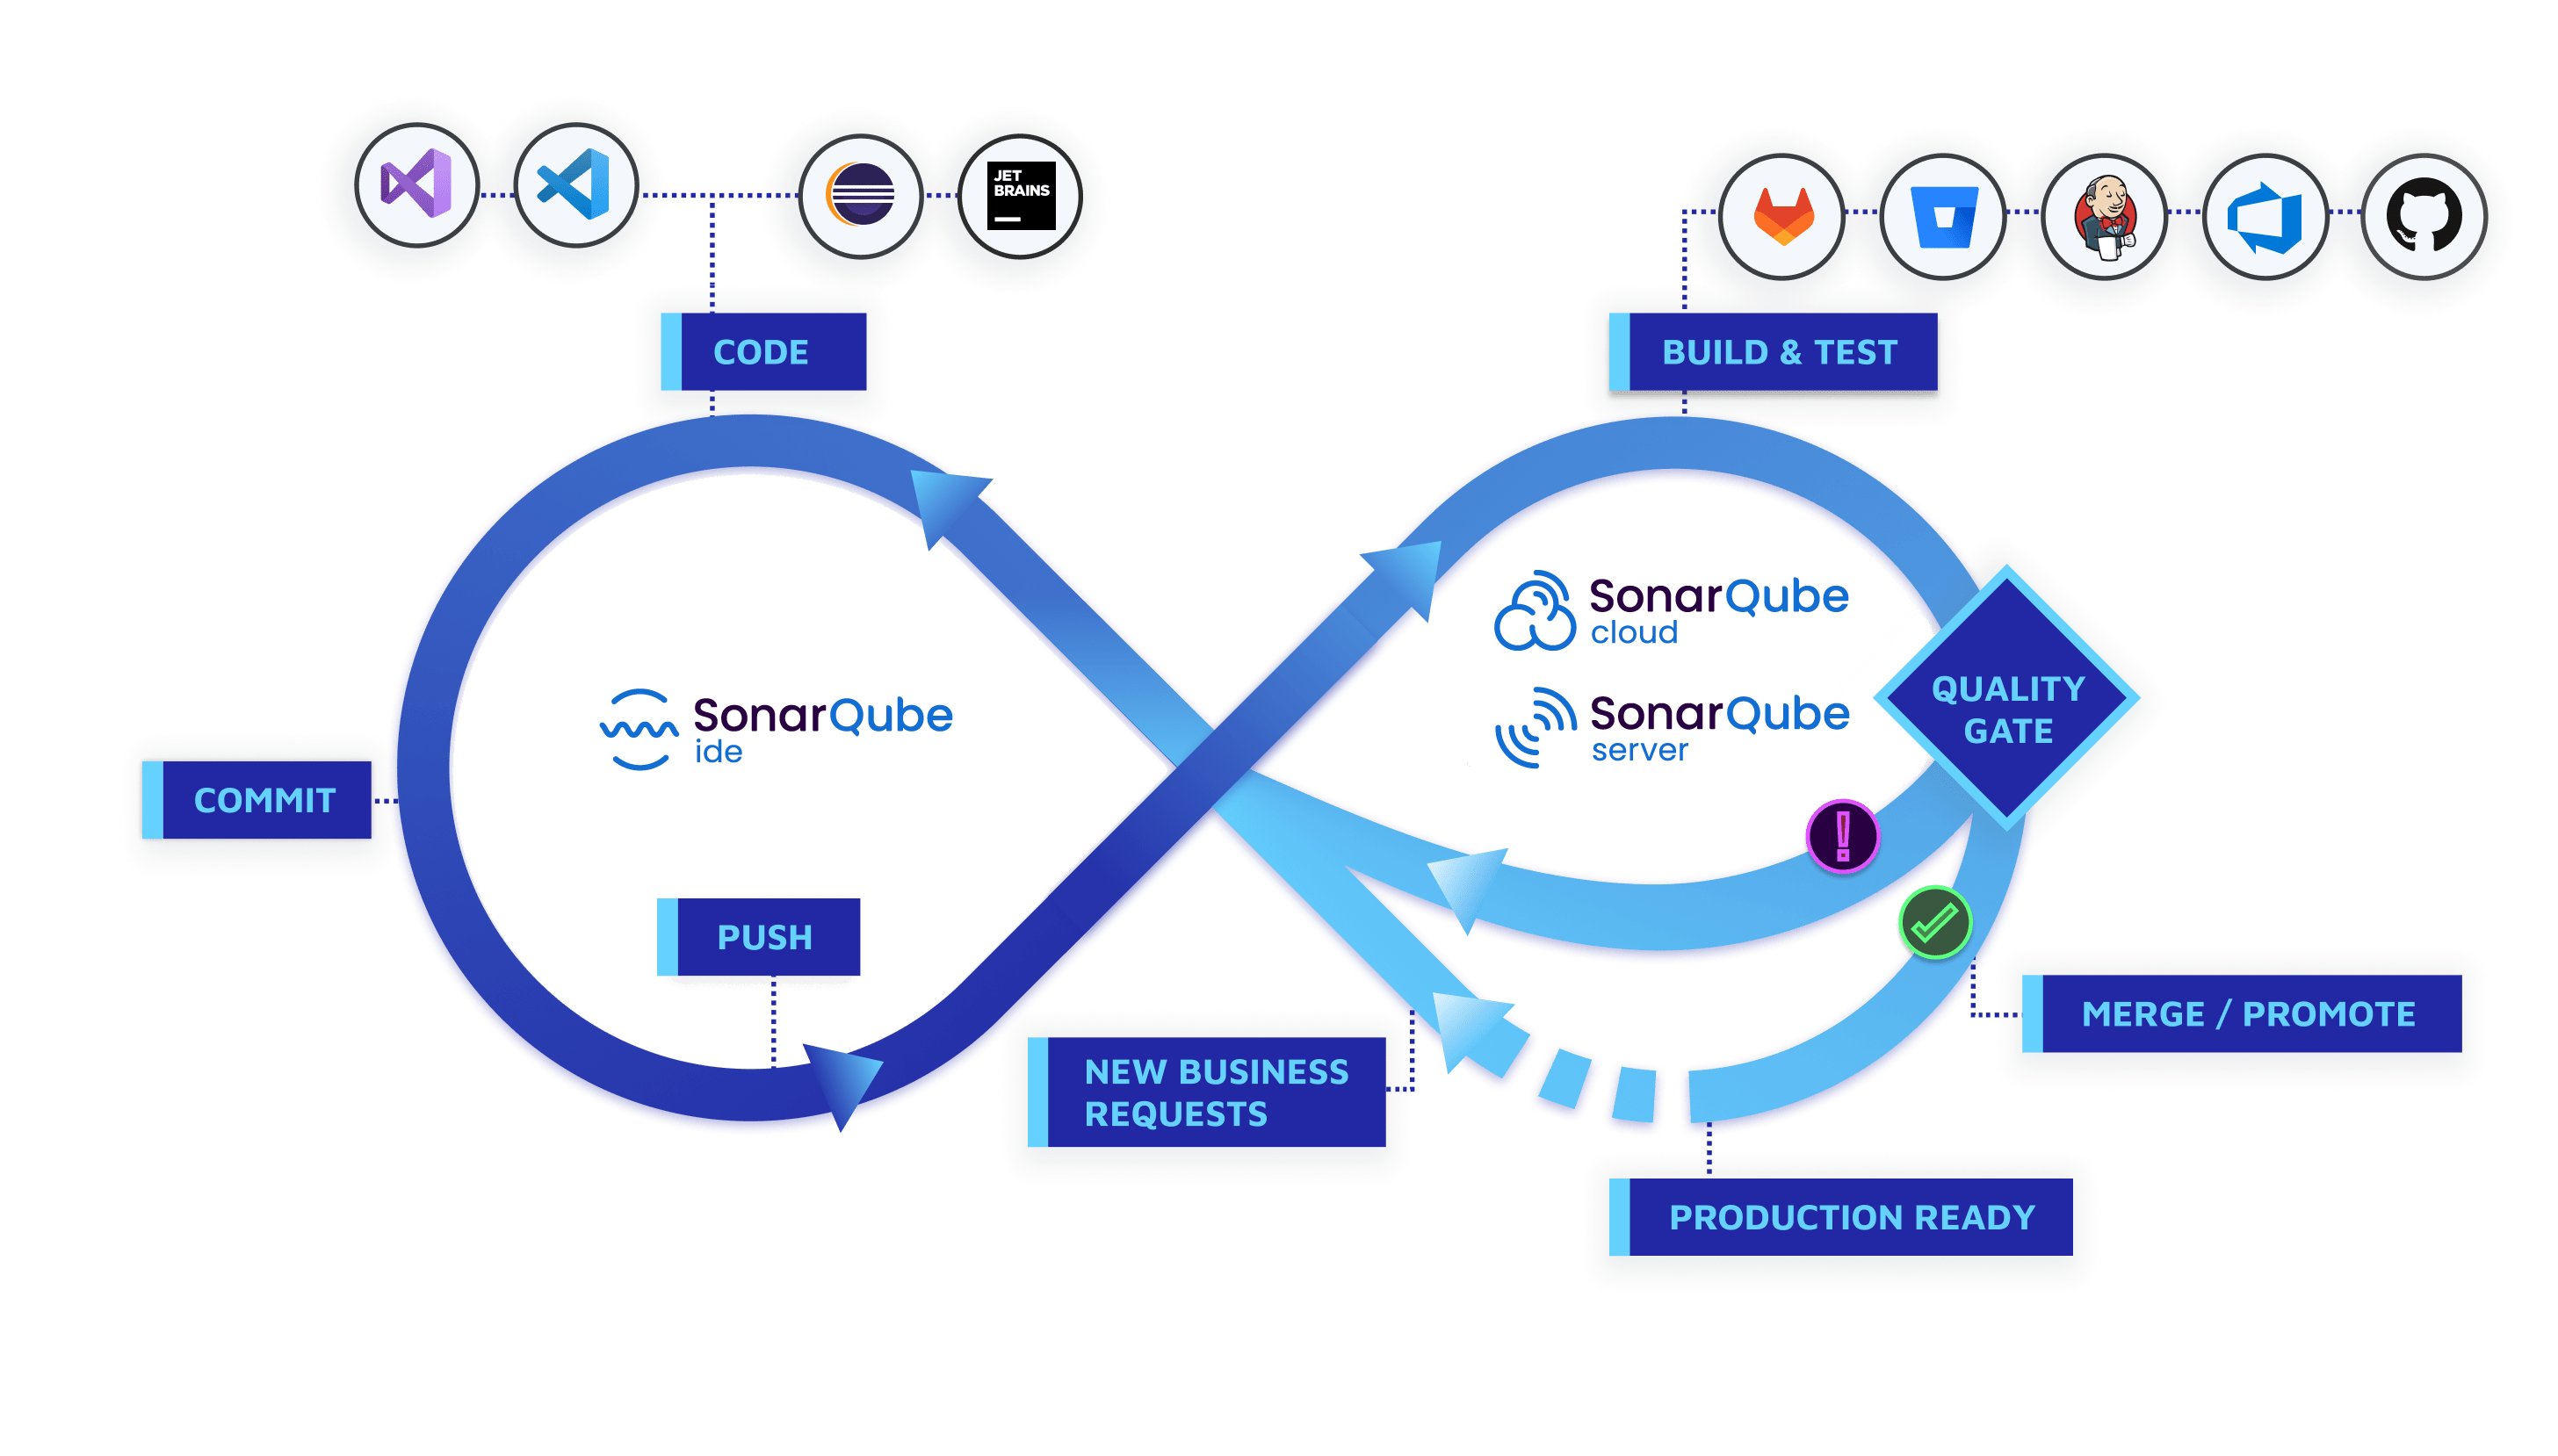 JET
BRAINS
CODE
BUILD & TEST
SonarQube
cloud
SonarQube
server
QUALITY
GATE
SonarQube
ide
COMMIT
PUSH
MERGE / PROMOTE
NEW BUSINESS
REQUESTS
PRODUCTION READY